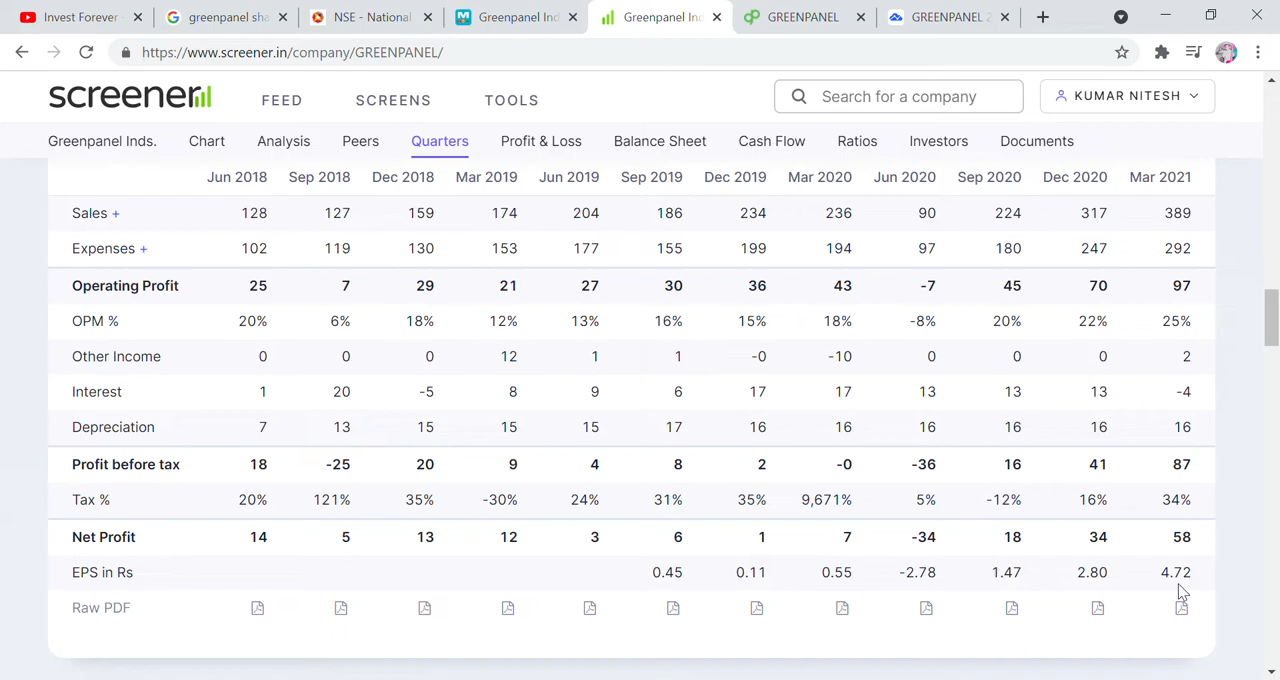 Invest Forever
greenpanel sha
NSE - National
Greenpanel Ind
Greenpanel Inc
GREENPANEL
GREENPANEL 2
https://www.screener.in/company/GREENPANEL/
screener
FEED SCREENS TOOLS
Search for a company
KUMAR NITESH
Greenpanel Inds. Chart Analysis Peers Quarters Profit & Loss Balance Sheet Cash Flow Ratios Investors Documents
Jun 2018 Sep 2018 Dec 2018 Mar 2019 Jun 2019 Sep 2019 Dec 2019 Mar 2020 Jun 2020 Sep 2020 Dec 2020 Mar 2021
Sales + 128 127 159 174 204 186 234 236 90 224 317 389
Expenses + 102 119 130 153 177 155 199 194 97 180 247 292
Operating Profit 25 7 29 21 27 30 36 43 -7 45 70 97
OPM % 20% 6% 18% 12% 13% 16% 15% 18% -8% 20% 22% 25%
Other Income 0 0 0 12 1 1 -0 -10 0 0 0 2
Interest 1 20 -5 8 9 6 17 17 13 13 13 -4
Depreciation 7 13 15 15 15 17 16 16 16 16 16 16
Profit before tax 18 -25 20 9 4 8 2 -0 -36 16 41 87
Tax % 20% 121% 35% -30% 24% 31% 35% 9,671% 5% -12% 16% 34%
Net Profit 14 5 13 12 3 6 1 7 -34 18 34 58
EPS in Rs 0.45 0.11 0.55 -2.78 1.47 2.80 4.72
Raw PDF